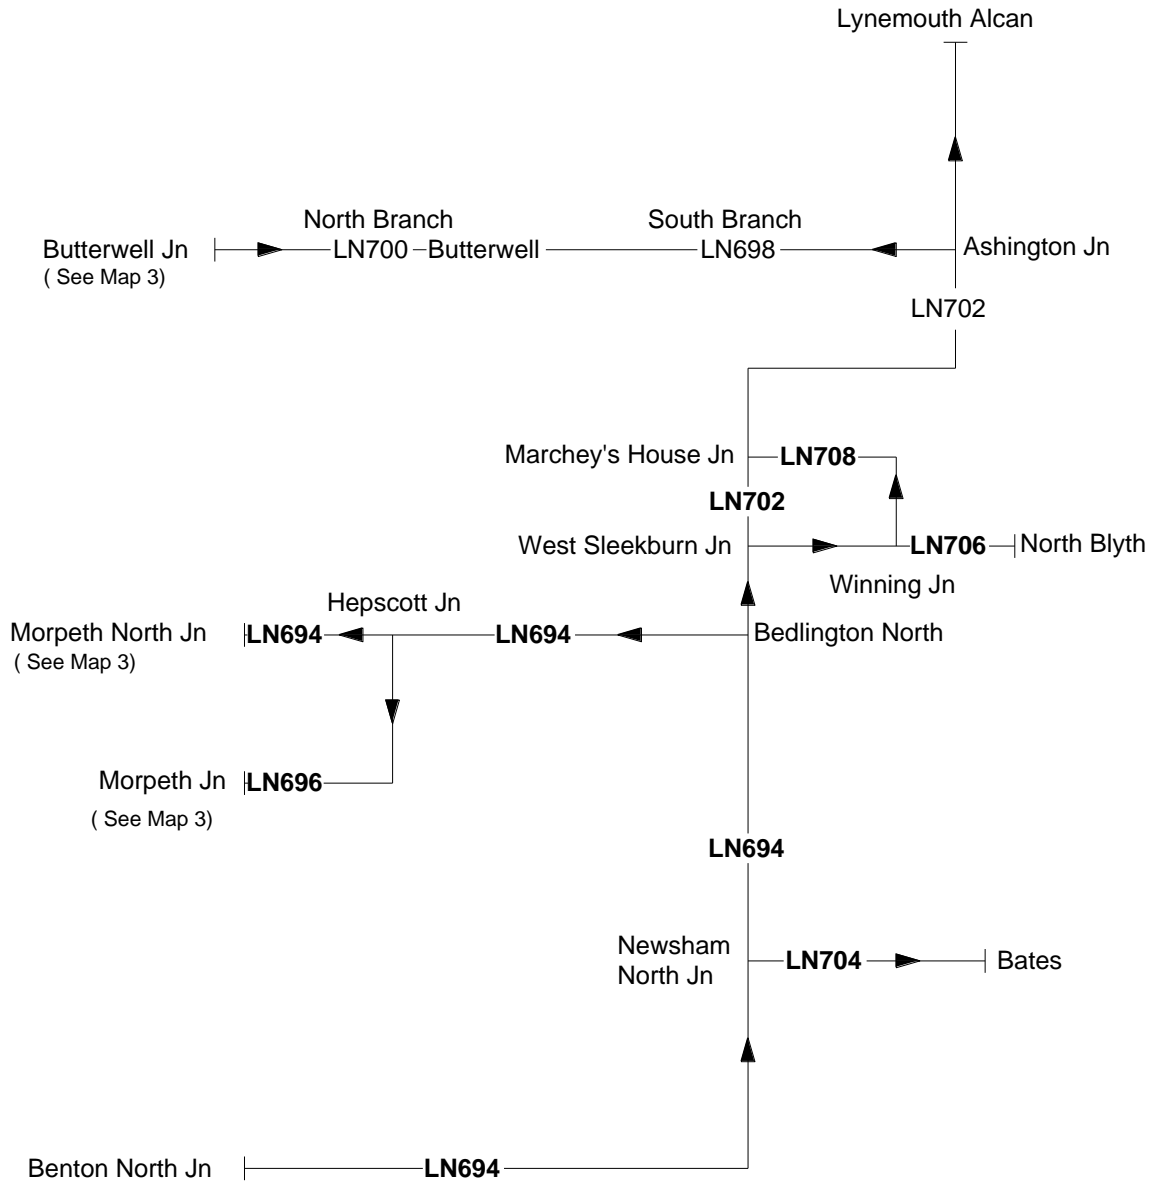 Lynemouth Alcan
North Branch
South Branch
Butterwell Jn
LN700
Butterwell
LN698
Ashington Jn
( See Map 3)
LN702
Marchey's House Jn
LN708
LN702
West Sleekburn Jn
LN706
North Blyth
Winning Jn
Hepscott Jn
Morpeth North Jn
LN694
LN694
Bedlington North
( See Map 3)
Morpeth Jn
LN696
( See Map 3)
LN694
Newsham
North Jn
LN704
Bates
Benton North Jn
LN694